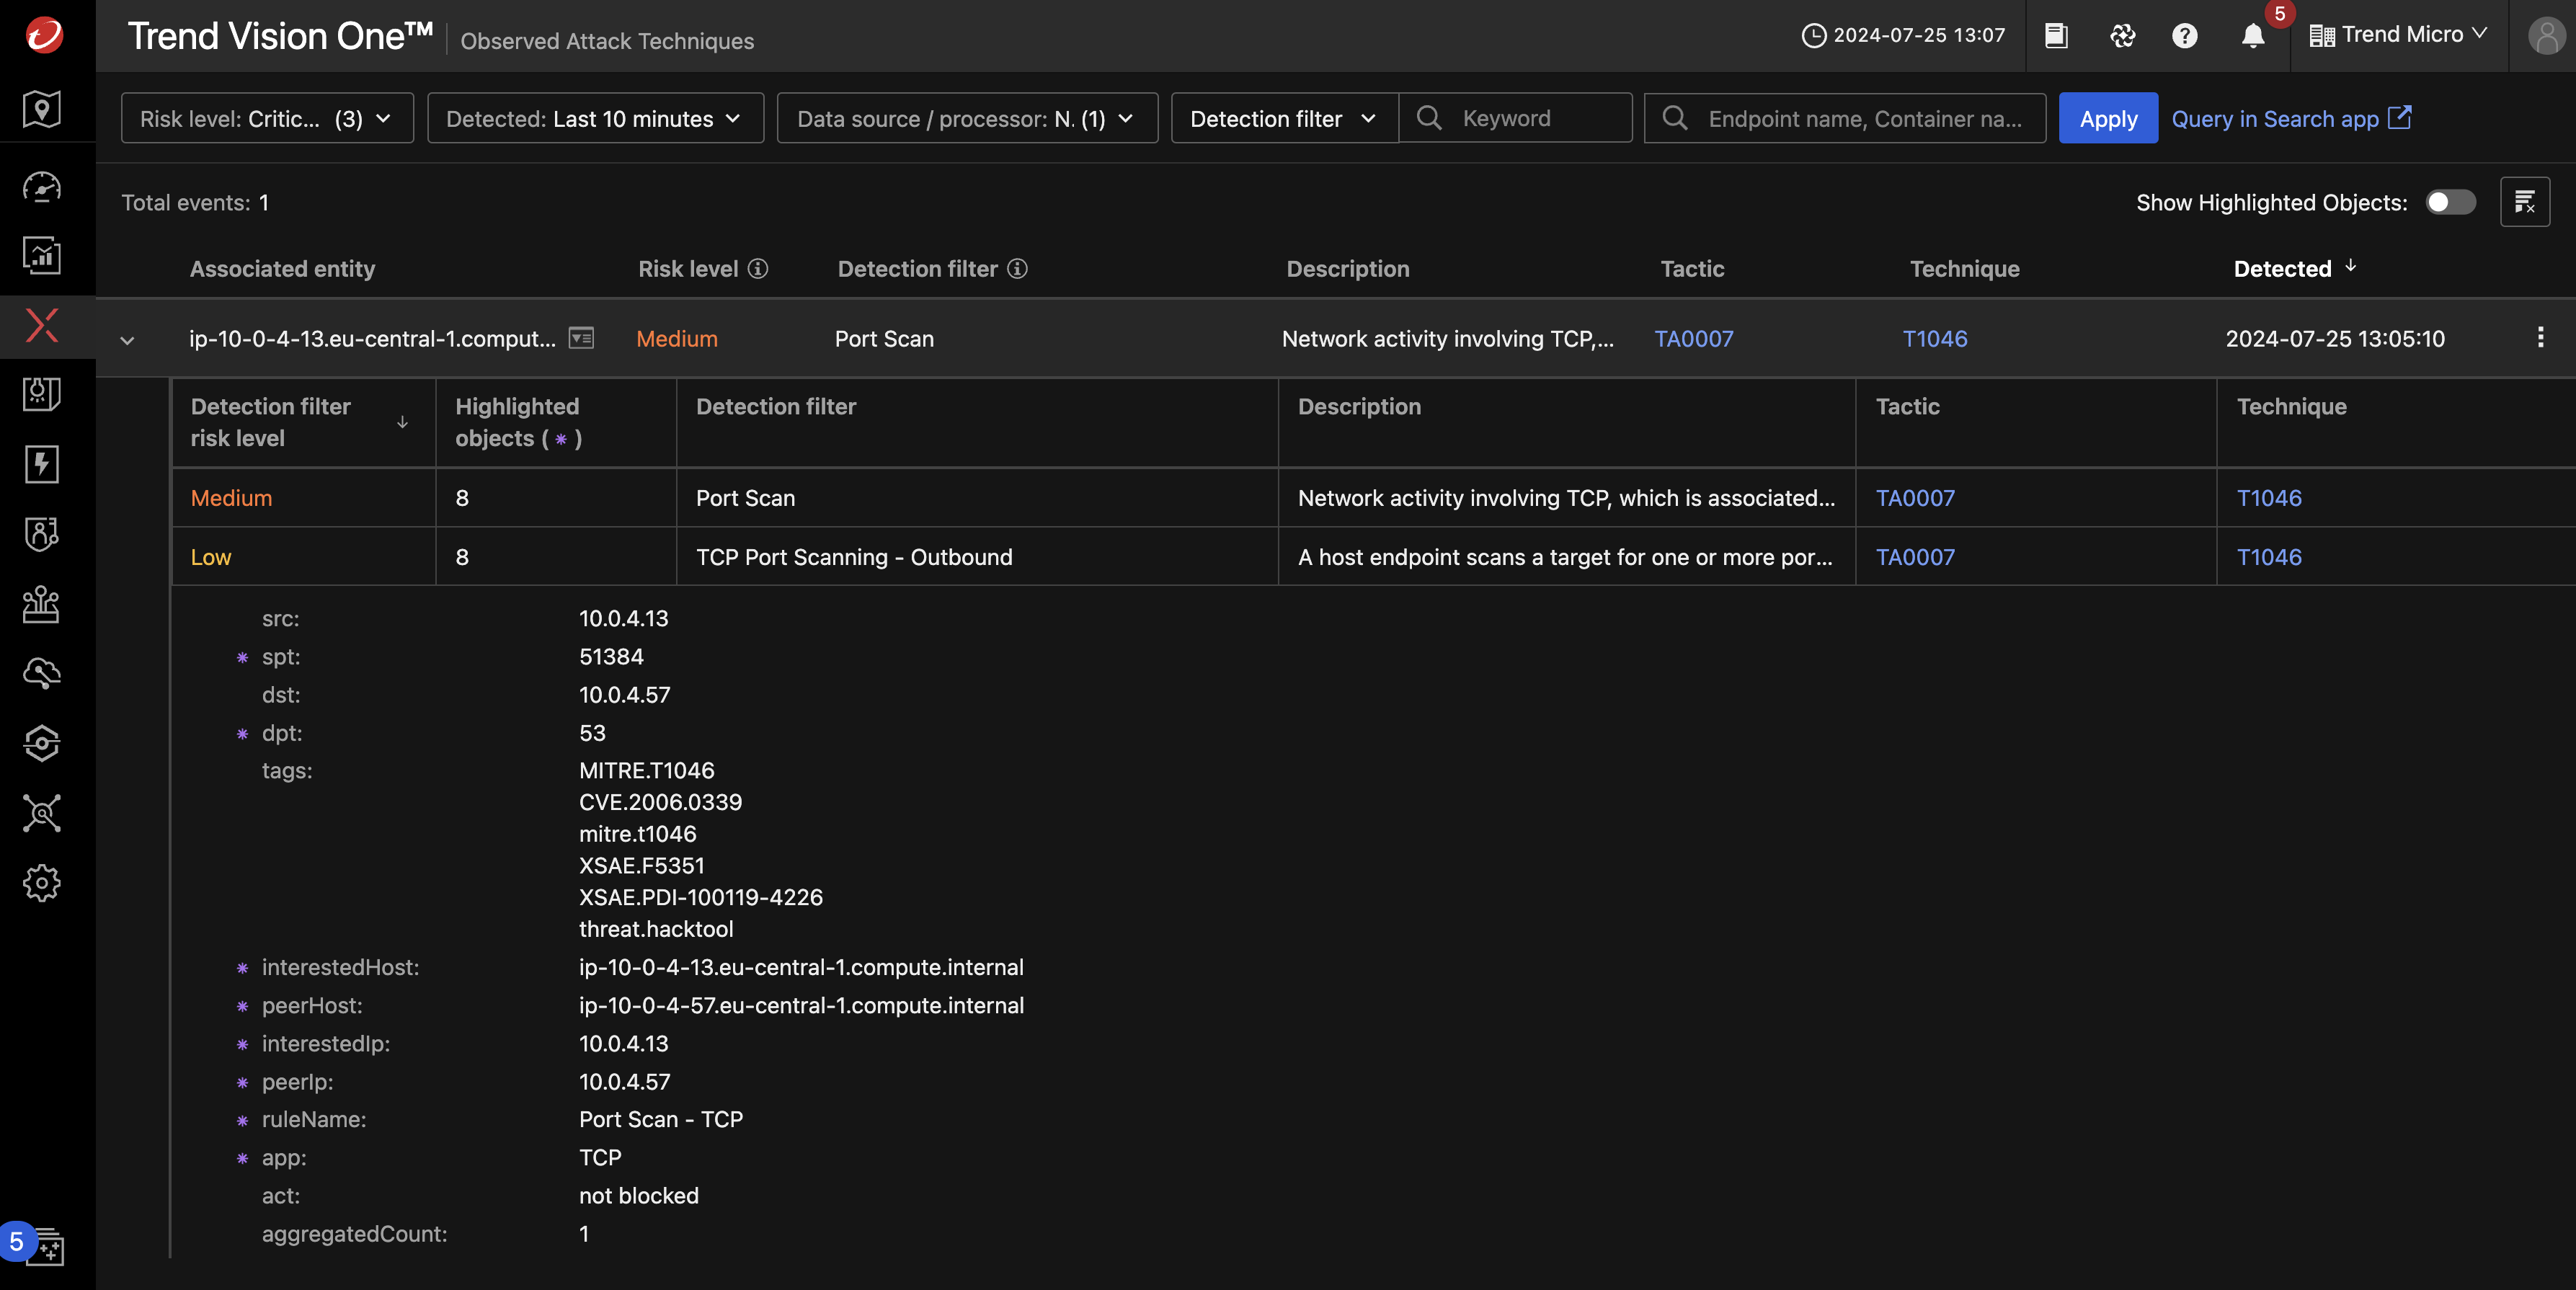 Trend Vision One™ Observed Attack Techniques 2024-07-25 13:07 5 Trend Micro
Risk level: Critic... (3) Detected: Last 10 minutes Data source / processor: N. (1) Detection filter Keyword Endpoint name, Container na... Apply Query in Search app
Total events: 1 Show Highlighted Objects:
Associated entity Risk level Detection filter Description Tactic Technique Detected
ip-10-0-4-13.eu-central-1.comput... Medium Port Scan Network activity involving TCP,... TA0007 T1046 2024-07-25 13:05:10
Detection filter Highlighted Detection filter Description Tactic Technique
risk level objects ( * )
Medium 8 Port Scan Network activity involving TCP, which is associated... TA0007 T1046
Low 8 TCP Port Scanning - Outbound A host endpoint scans a target for one or more por... TA0007 T1046
src: 10.0.4.13
* spt: 51384
dst: 10.0.4.57
* dpt: 53
tags: MITRE.T1046
CVE.2006.0339
mitre.t1046
XSAE.F5351
XSAE.PDI-100119-4226
threat.hacktool
* interestedHost: ip-10-0-4-13.eu-central-1.compute.internal
* peerHost: ip-10-0-4-57.eu-central-1.compute.internal
* interestedIp: 10.0.4.13
* peerIp: 10.0.4.57
* ruleName: Port Scan - TCP
* app: TCP
act: not blocked
aggregatedCount: 1
5